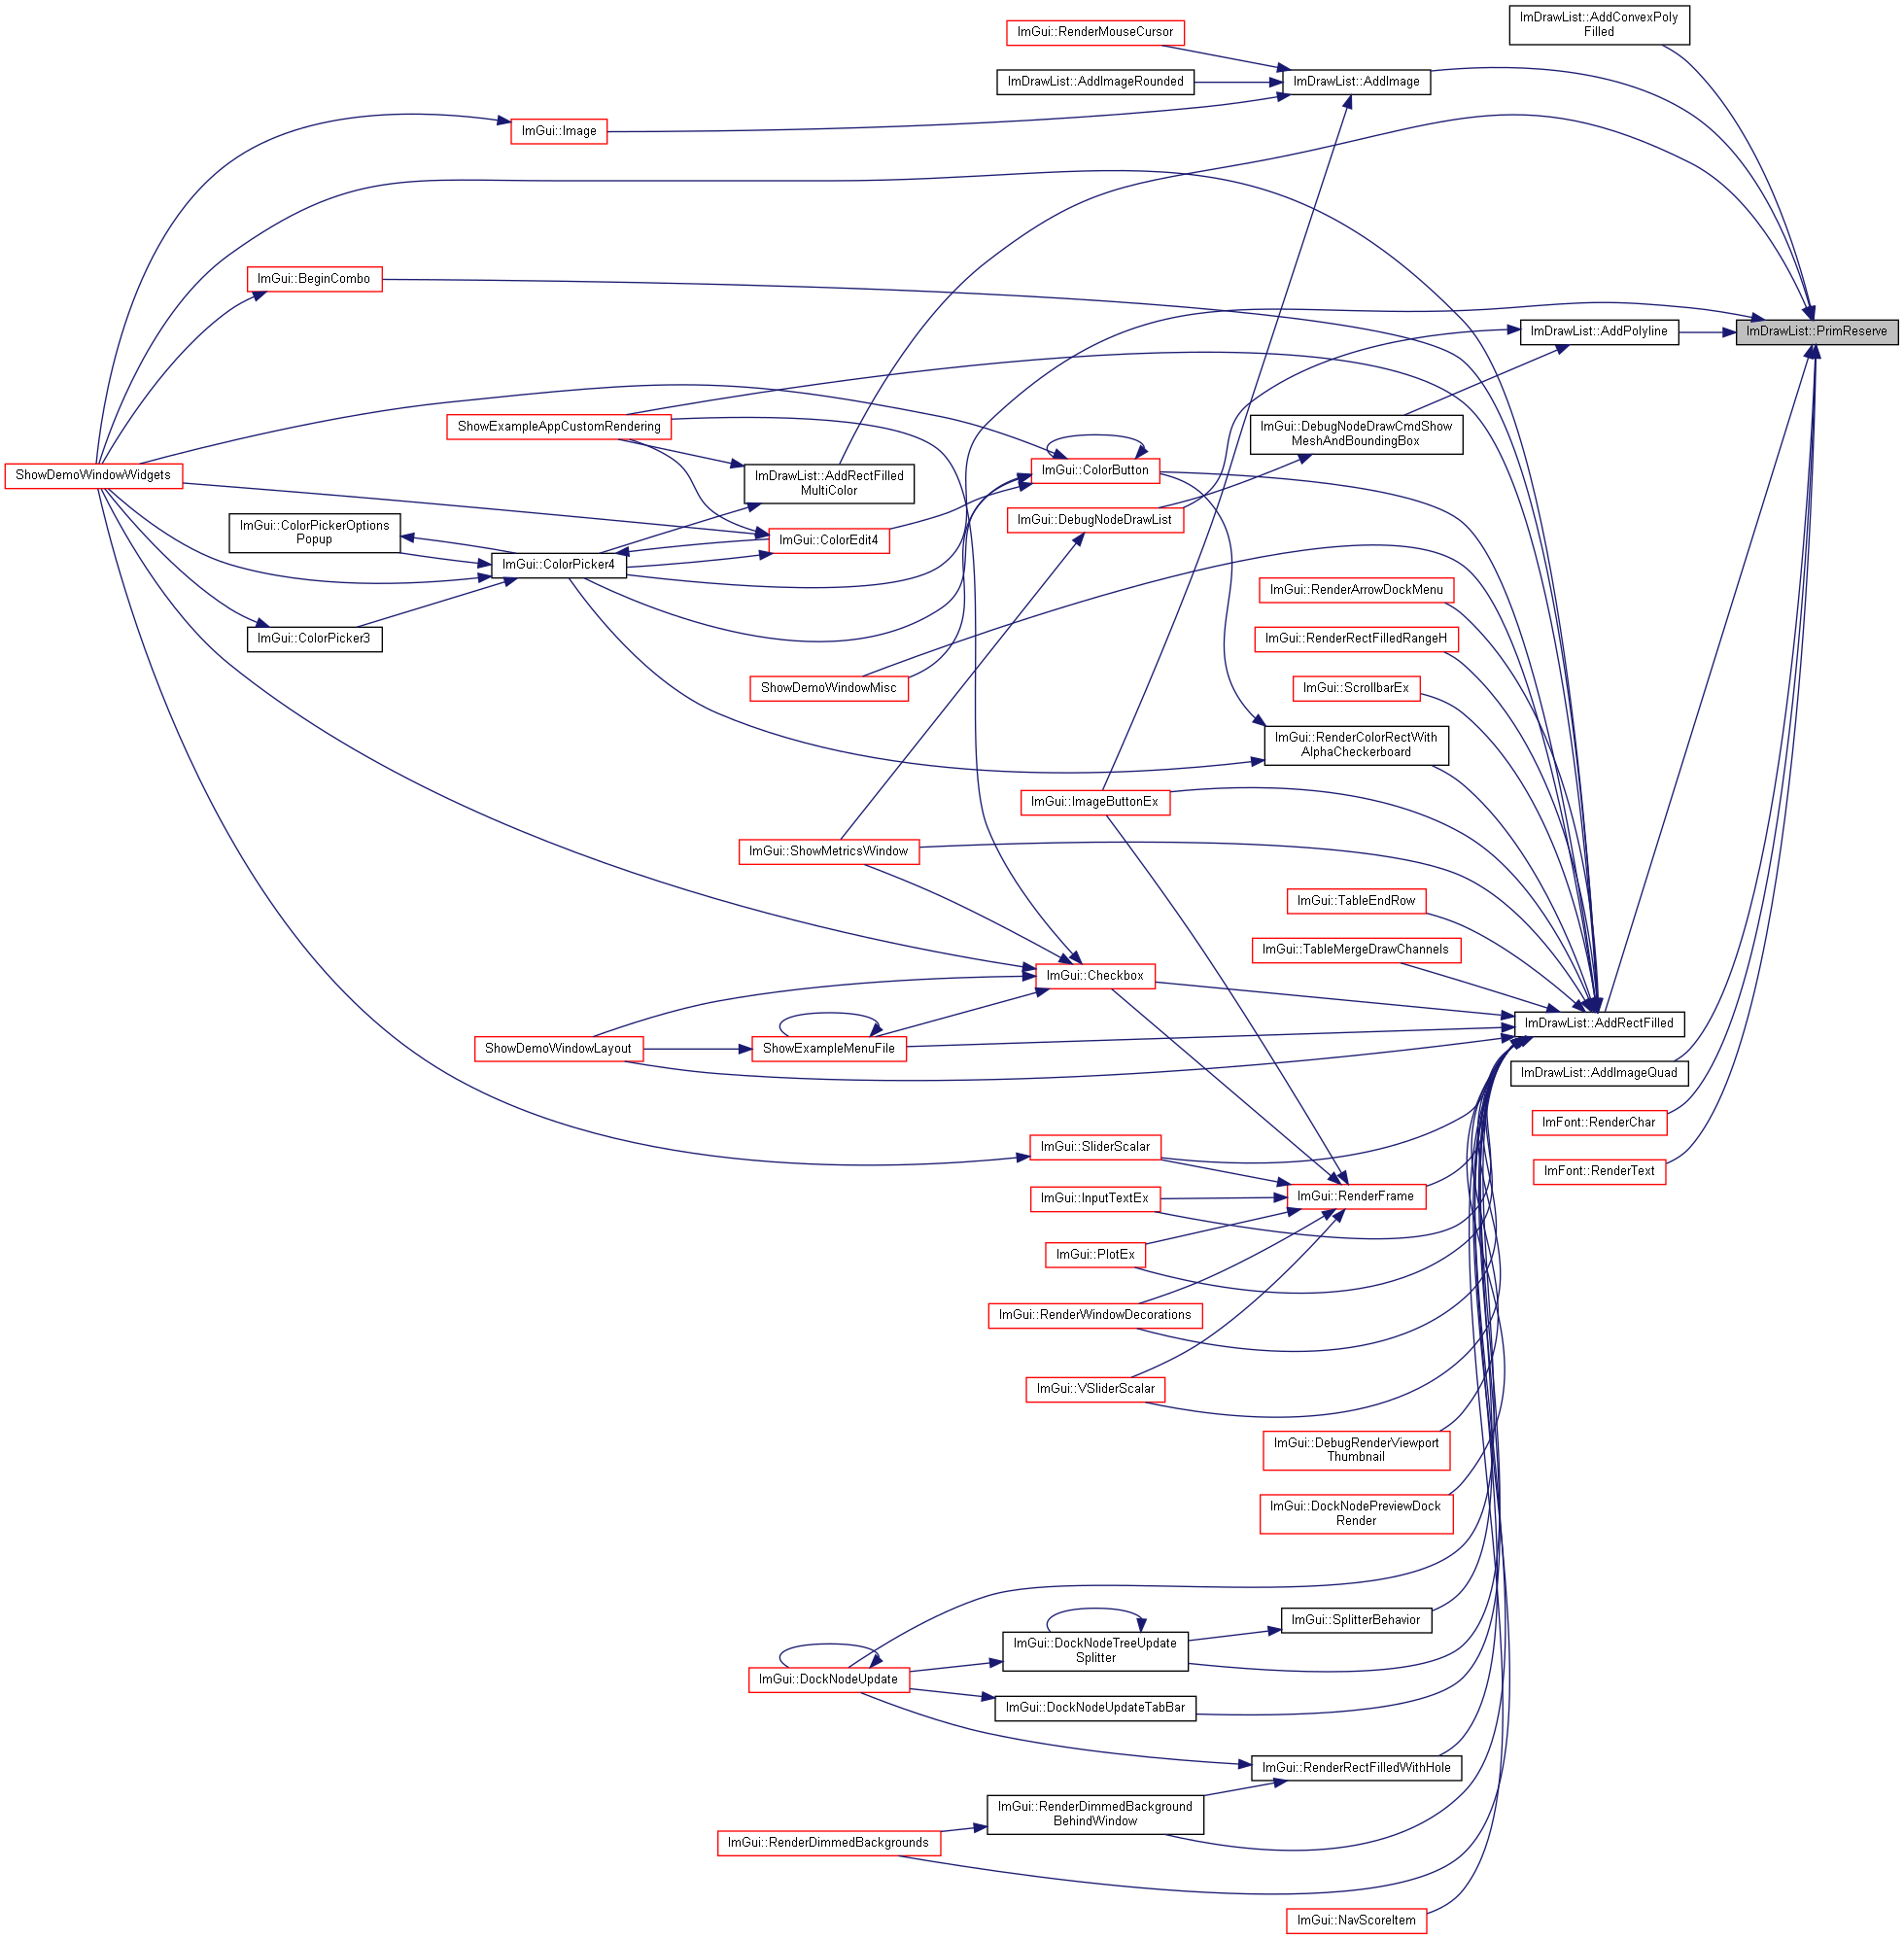 ImDrawList::AddConvexPoly
Filled
ImGui::RenderMouseCursor
ImDrawList::AddImageRounded
ImDrawList::AddImage
ImGui::Image
ImGui::BeginCombo
ImDrawList::AddPolyline
ImDrawList::PrimReserve
ShowExampleAppCustomRendering
ImGui::DebugNodeDrawCmdShow
MeshAndBoundingBox
ShowDemoWindowWidgets
ImDrawList::AddRectFilled
MultiColor
ImGui::ColorButton
ImGui::DebugNodeDrawList
ImGui::ColorPickerOptions
Popup
ImGui::ColorEdit4
ImGui::ColorPicker4
ImGui::RenderArrowDockMenu
ImGui::ColorPicker3
ImGui::RenderRectFilledRangeH
ShowDemoWindowMisc
ImGui::ScrollbarEx
ImGui::RenderColorRectWith
AlphaCheckerboard
ImGui::ImageButtonEx
ImGui::ShowMetricsWindow
ImGui::TableEndRow
ImGui::TableMergeDrawChannels
ImGui::Checkbox
ImDrawList::AddRectFilled
ShowDemoWindowLayout
ShowExampleMenuFile
ImDrawList::AddImageQuad
ImFont::RenderChar
ImGui::SliderScalar
ImFont::RenderText
ImGui::InputTextEx
ImGui::RenderFrame
ImGui::PlotEx
ImGui::RenderWindowDecorations
ImGui::VSliderScalar
ImGui::DebugRenderViewport
Thumbnail
ImGui::DockNodePreviewDock
Render
ImGui::SplitterBehavior
ImGui::DockNodeTreeUpdate
Splitter
ImGui::DockNodeUpdate
ImGui::DockNodeUpdateTabBar
ImGui::RenderRectFilledWithHole
ImGui::RenderDimmedBackground
BehindWindow
ImGui::RenderDimmedBackgrounds
ImGui::NavScoreItem